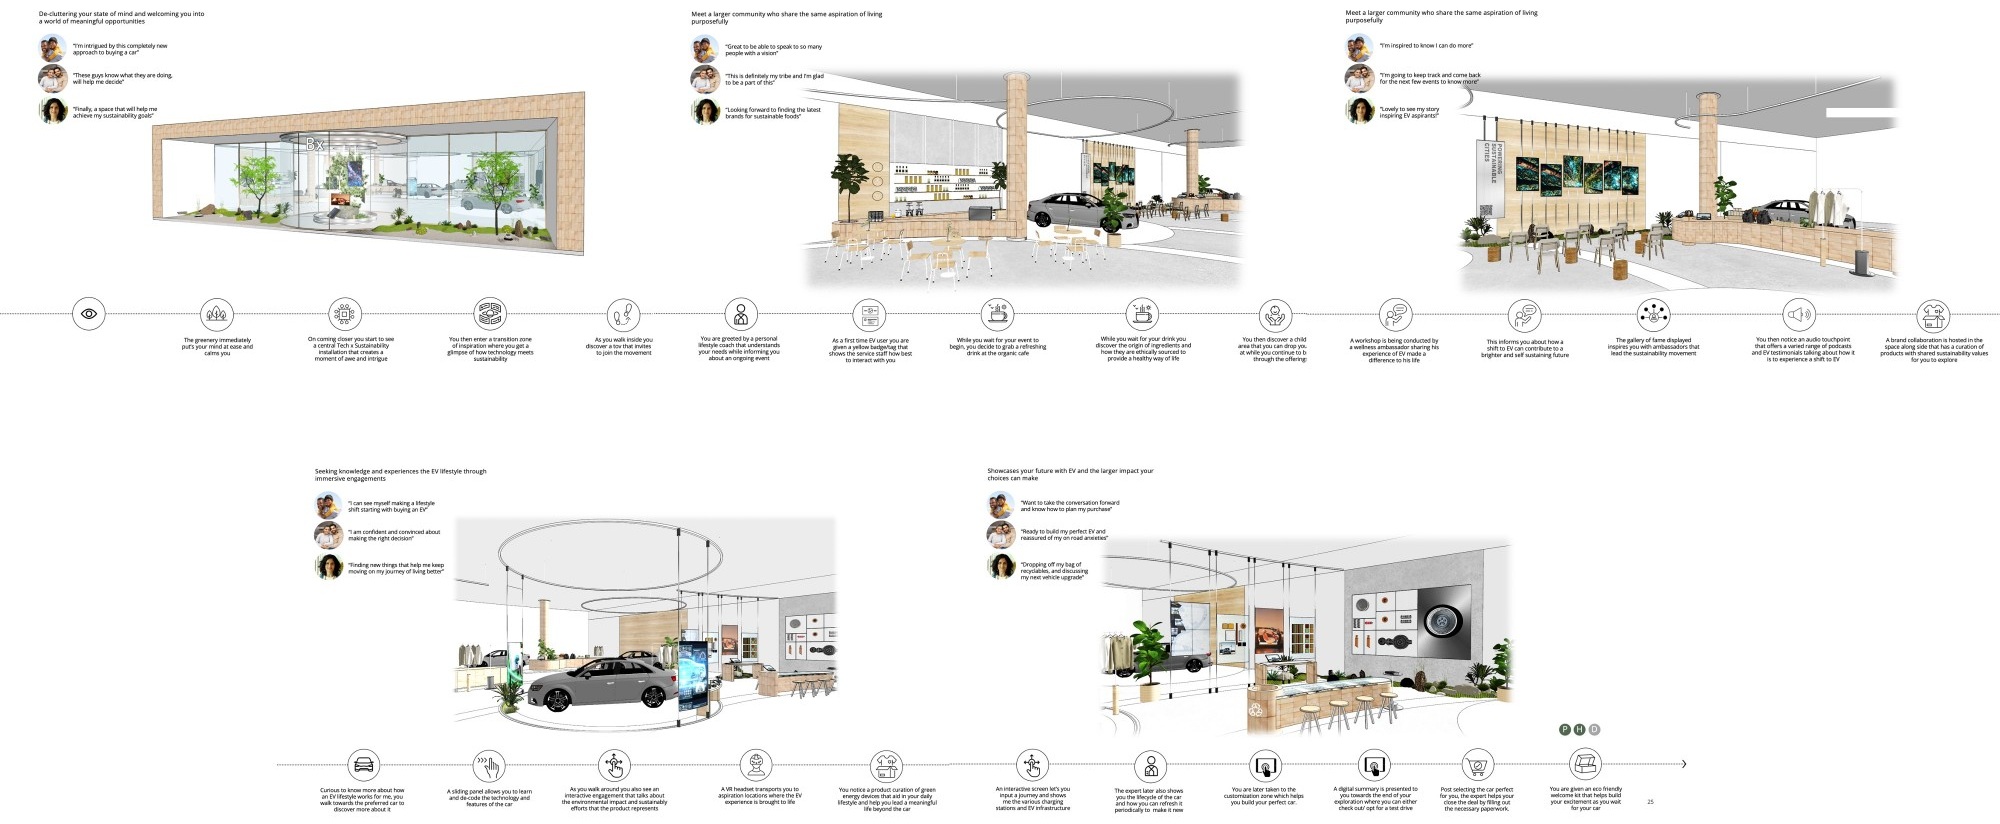 De-cluttering your state of mind and welcoming you into
a world of meaningful opportunities
"I'm intrigued by this completely new
approach to buying a car"
"These guys know what they are doing,
will help me decide"
"Finally, a space that will help me
achieve my sustainability goals"
Bx
Meet a larger community who share the same aspiration of living
purposefully
"Great to be able to speak to so many
people with a vision"
"This is definitely my tribe and I'm glad
to be a part of this"
"Looking forward to finding the latest
brands for sustainable foods"
Meet a larger community who share the same aspiration of living
purposefully
"I'm inspired to know I can do more"
"I'm going to keep track and come back
for the next few events to know more"
"Lovely to see my story
inspiring EV aspirants!"
POWERING
SUSTAINABLE
CITIES
The greenery immediately
put's your mind at ease and
calms you
On coming closer you start to see
a central Tech x Sustainability
installation that creates a
moment of awe and intrigue
You then enter a transition zone
of inspiration where you get a
glimpse of how technology meets
sustainability
As you walk inside you
discover a tow that invites
to join the movement
You are greeted by a personal
lifestyle coach that understands
your needs while informing you
about an ongoing event
As a first time EV user you are
given a yellow badge/tag that
shows the service staff how best
to interact with you
While you wait for your event to
begin, you decide to grab a refreshing
drink at the organic cafe
While you wait for your drink you
discover the origin of ingredients and
how they are ethically sourced to
provide a healthy way of life
You then discover a child
area that you can drop you
at while you continue to b
through the offering
A workshop is being conducted by
a wellness ambassador sharing his
experience of EV made a
difference to his life
This informs you about how a
shift to EV can contribute to a
brighter and self sustaining future
The gallery of fame displayed
inspires you with ambassadors that
lead the sustainability movement
You then notice an audio touchpoint
that offers a varied range of podcasts
and EV testimonials talking about how it
is to experience a shift to EV
A brand collaboration is hosted in the
space along side that has a curation of
products with shared sustainability values
for you to explore
Seeking knowledge and experiences the EV lifestyle through
immersive engagements
"I can see myself making a lifestyle
shift starting with buying an EV"
"I am confident and convinced about
making the right decision"
"Finding new things that help me keep
moving on my journey of living better"
Showcases your future with EV and the larger impact your
choices can make
"Want to take the conversation forward
and know how to plan my purchase"
"Ready to build my perfect EV and
reassured of my on road anxieties"
"Dropping off my bag of
recyclables, and discussing
my next vehicle upgrade"
P H D
Curious to know more about how
an EV lifestyle works for me, you
walk towards the preferred car to
discover more about it
A sliding panel allows you to learn
and de-code the technology and
features of the car
As you walk around you also see an
interactive engagement that talks about
the environmental impact and sustainably
efforts that the product represents
A VR headset transports you to
aspiration locations where the EV
experience is brought to life
You notice a product curation of green
energy devices that aid in your daily
lifestyle and help you lead a meaningful
life beyond the car
An interactive screen let's you
input a journey and shows
me the various charging
stations and EV infrastructure
The expert later also shows
you the lifecycle of the car
and how you can refresh it
periodically to make it new
You are later taken to the
customization zone which helps
you build your perfect car.
A digital summary is presented to
you towards the end of your
exploration where you can either
check out/ opt for a test drive
Post selecting the car perfect
for you, the expert helps your
close the deal by filling out
the necessary paperwork.
You are given an eco friendly
welcome kit that helps build
your excitement as you wait
for your car
25